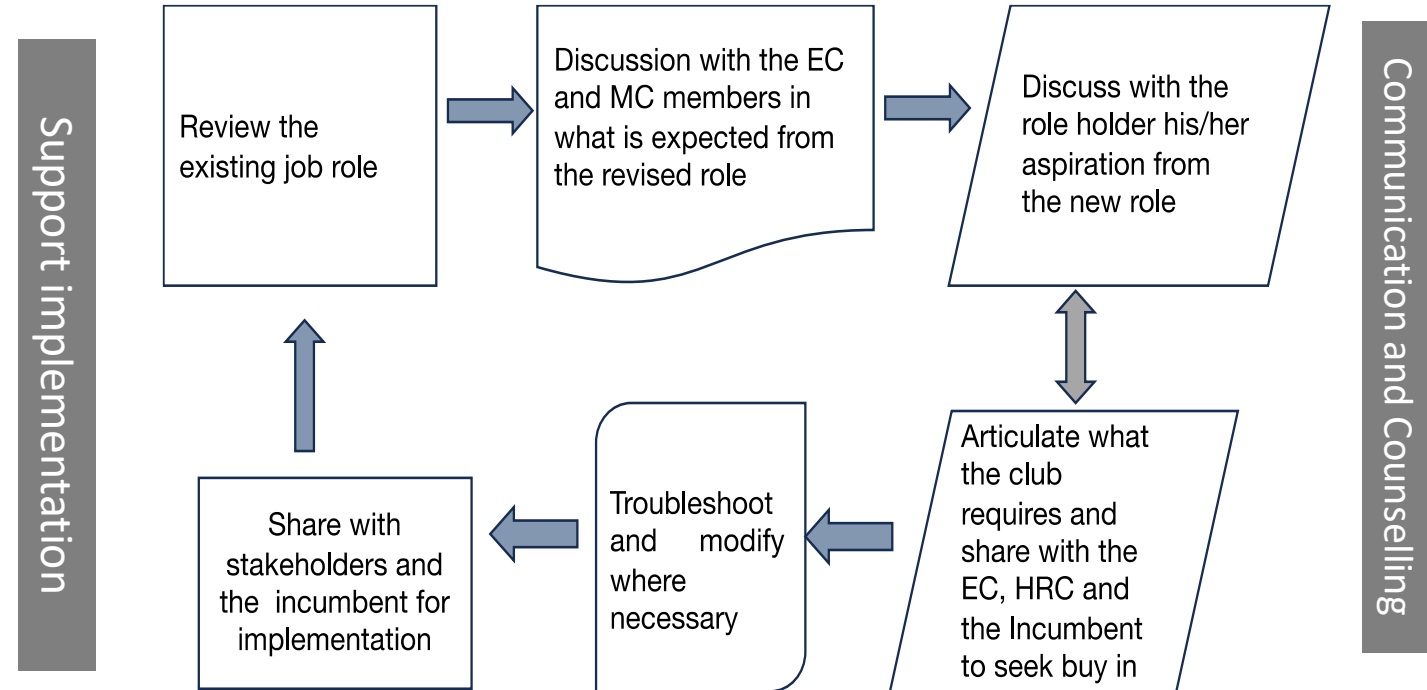 Support implementation
Review the
existing job role
Discussion with the EC
and MC members in
what is expected from
the revised role
Discuss with the
role holder his/her
aspiration from
the new role
Communication and Counselling
Articulate what
the club
requires and
share with the
EC, HRC and
the Incumbent
to seek buy in
Troubleshoot
and modify
where
necessary
Share with
stakeholders and
the incumbent for
implementation